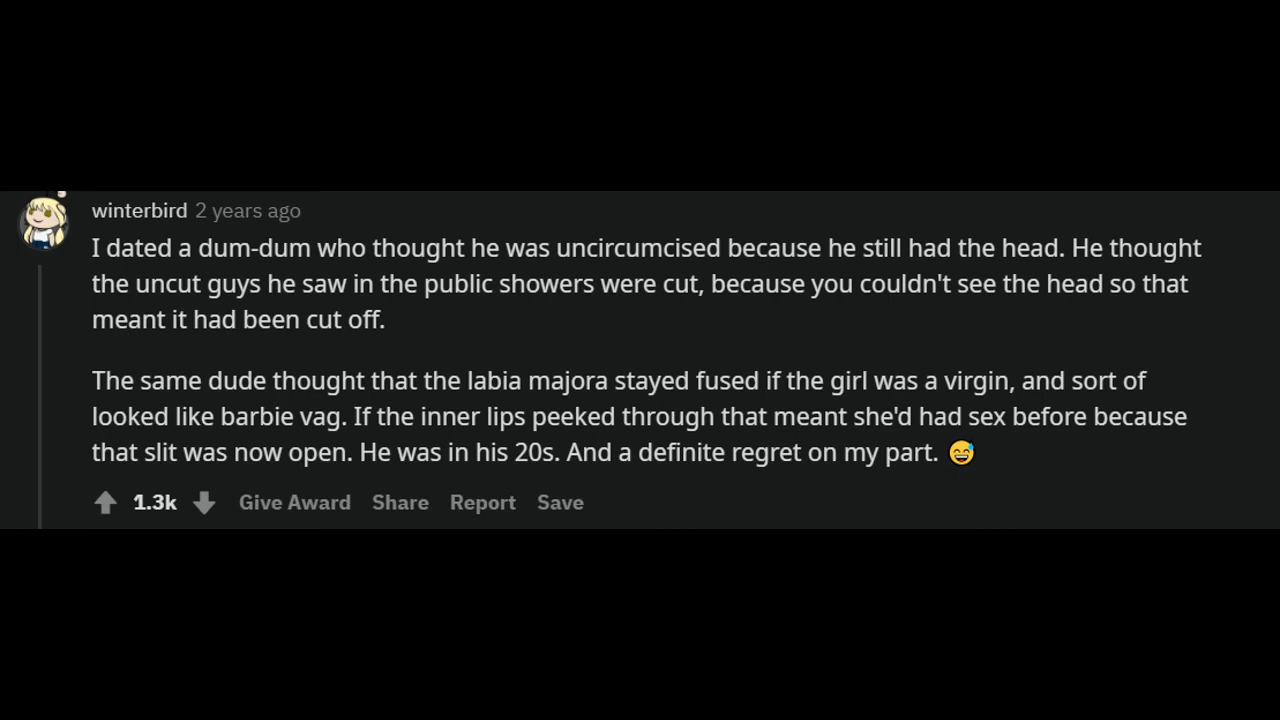 winterbird 2 years ago
I dated a dum-dum who thought he was uncircumcised because he still had the head. He thought
the uncut guys he saw in the public showers were cut, because you couldn't see the head so that
meant it had been cut off.
The same dude thought that the labia majora stayed fused if the girl was a virgin, and sort of
looked like barbie vag. If the inner lips peeked through that meant she'd had sex before because
that slit was now open. He was in his 20s. And a definite regret on my part. 😅
1.3k Give Award Share Report Save